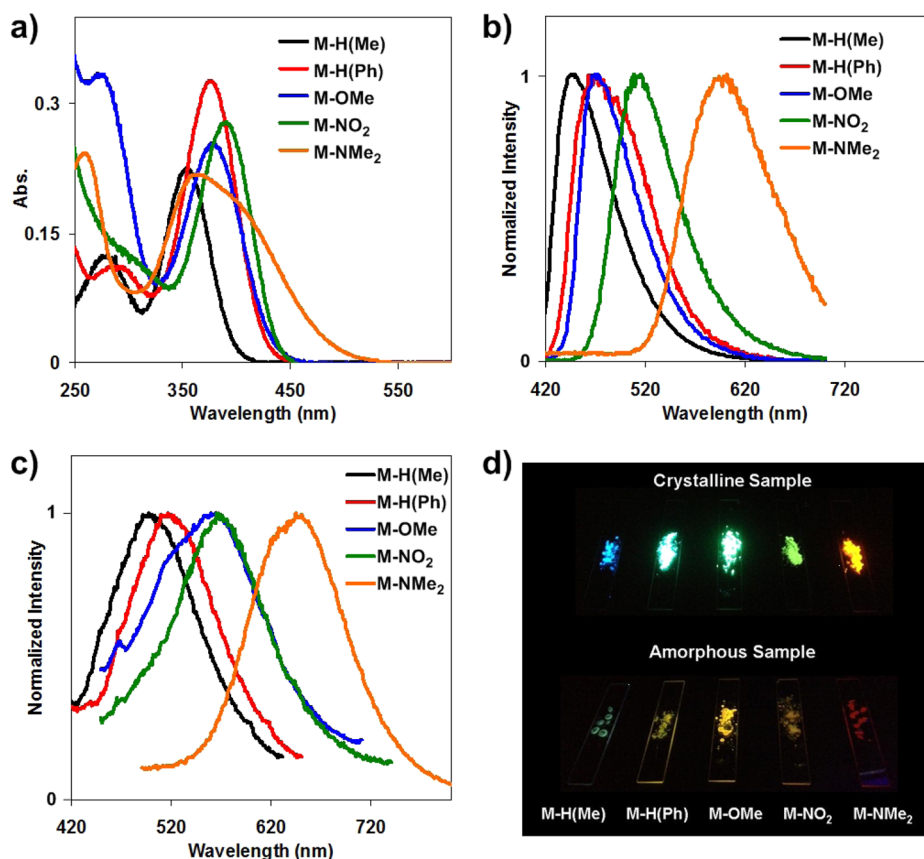 a)
M-H(Me)
M-H(Ph)
M-OMe
M-NO₂
M-NMe₂
0.3
0.15
0
Abs.
250 350 450 550
Wavelength (nm)
b)
M-H(Me)
M-H(Ph)
M-OMe
M-NO₂
M-NMe₂
1
0
Normalized Intensity
420 520 620 720
Wavelength (nm)
c)
M-H(Me)
M-H(Ph)
M-OMe
M-NO₂
M-NMe₂
1
0
Normalized Intensity
420 520 620 720
Wavelength (nm)
d)
Crystalline Sample
Amorphous Sample
M-H(Me) M-H(Ph) M-OMe M-NO₂ M-NMe₂